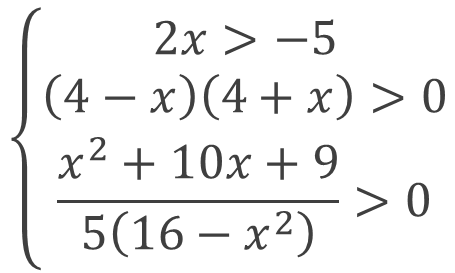 2x > −5
(4 − x)(4 + x) > 0
x² + 10x + 9
5(16 − x²)
> 0